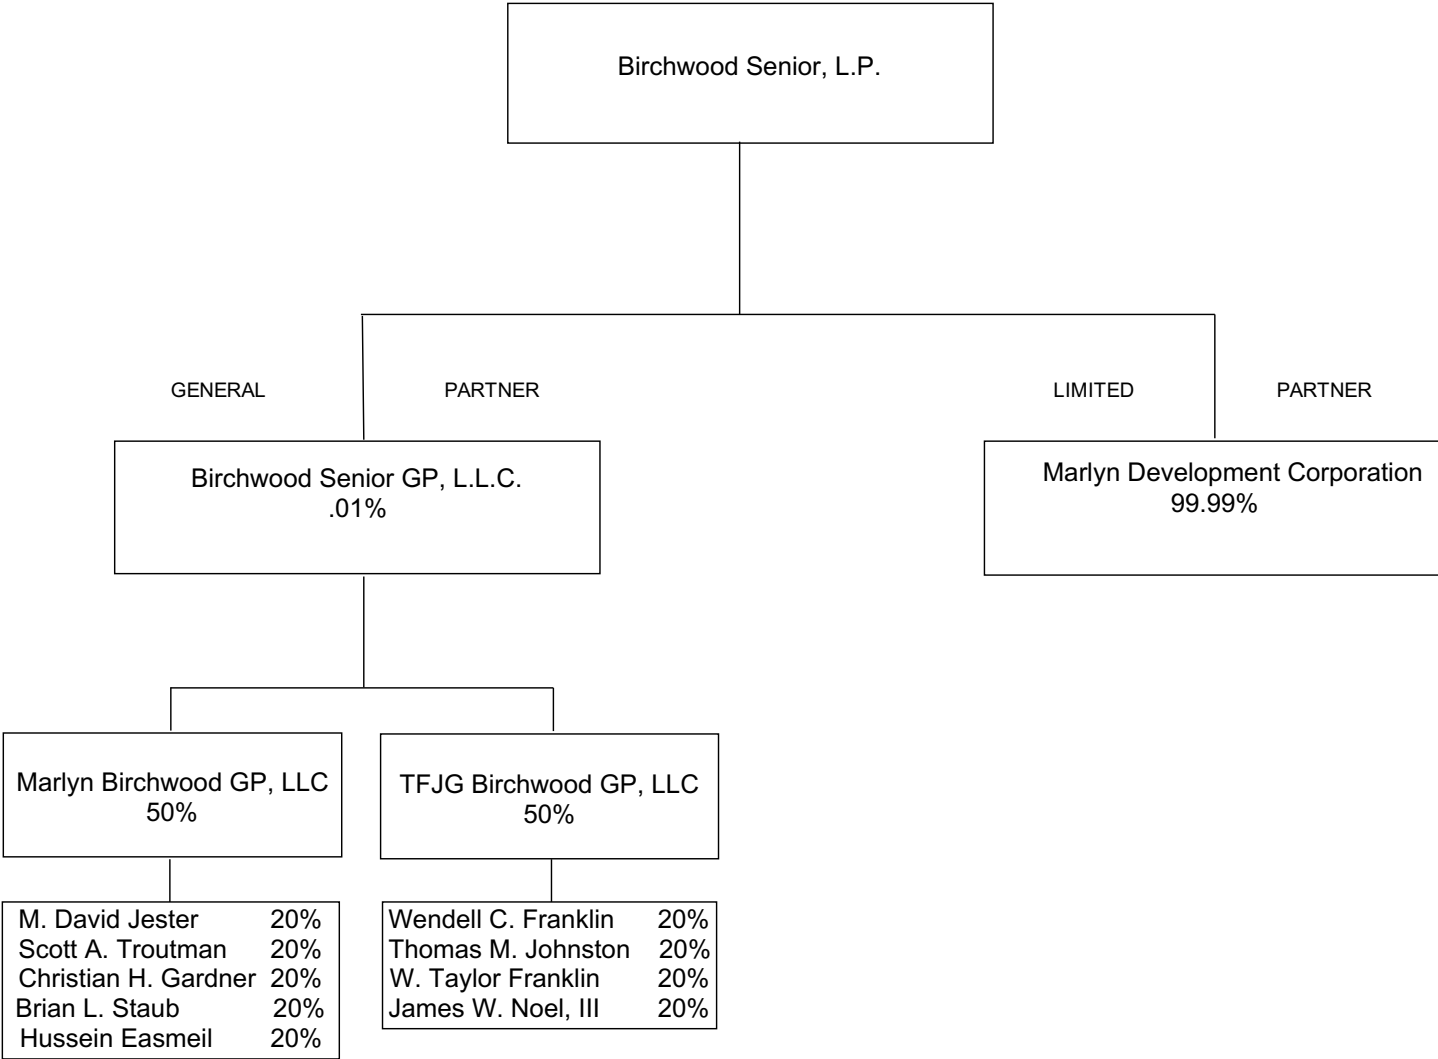 Birchwood Senior, L.P.
GENERAL PARTNER
LIMITED PARTNER
Birchwood Senior GP, L.L.C.
.01%
Marlyn Development Corporation
99.99%
Marlyn Birchwood GP, LLC
50%
TFJG Birchwood GP, LLC
50%
M. David Jester 20%
Scott A. Troutman 20%
Christian H. Gardner 20%
Brian L. Staub 20%
Hussein Easmeil 20%
Wendell C. Franklin 20%
Thomas M. Johnston 20%
W. Taylor Franklin 20%
James W. Noel, III 20%